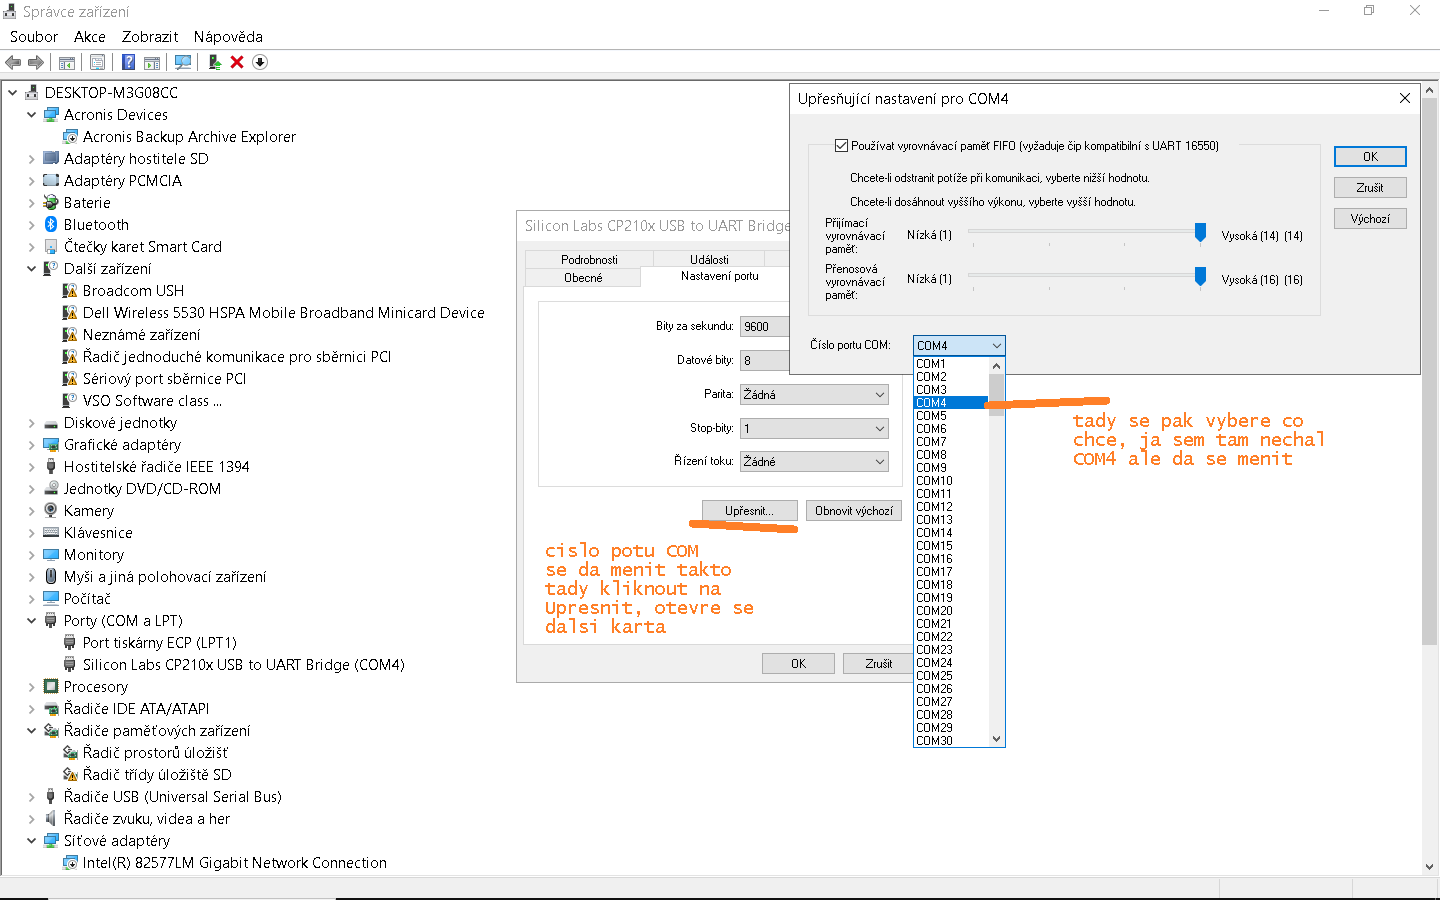 Správce zařízení
Soubor Akce Zobrazit Nápověda
DESKTOP-M3G08CC
Acronis Devices
Acronis Backup Archive Explorer
Adaptéry hostitele SD
Adaptéry PCMCIA
Baterie
Bluetooth
Čtečky karet Smart Card
Další zařízení
Broadcom USH
Dell Wireless 5530 HSPA Mobile Broadband Minicard Device
Neznámé zařízení
Řadič jednoduché komunikace pro sběrnici PCI
Sériový port sběrnice PCI
VSO Software class ...
Diskové jednotky
Grafické adaptéry
Hostitelské řadiče IEEE 1394
Jednotky DVD/CD-ROM
Kamery
Klávesnice
Monitory
Myši a jiná polohovací zařízení
Počítač
Porty (COM a LPT)
Port tiskárny ECP (LPT1)
Silicon Labs CP210x USB to UART Bridge (COM4)
Procesory
Řadiče IDE ATA/ATAPI
Řadiče paměťových zařízení
Řadič prostorů úložišť
Řadič třídy úložiště SD
Řadiče USB (Universal Serial Bus)
Řadiče zvuku, videa a her
Síťové adaptéry
Intel(R) 82577LM Gigabit Network Connection
Silicon Labs CP210x USB to UART Bridge
Podrobnosti Události
Obecné Nastavení portu
Bity za sekundu: 9600
Datové bity: 8
Parita: Žádná
Stop-bity: 1
Řízení toku: Žádné
Upřesnit... Obnovit výchozí
cislo potu COM
se da menit takto
tady kliknout na
Upresnit, otevre se
dalsi karta
OK Zrušit
Upřesňující nastavení pro COM4
Používat vyrovnávací paměť FIFO (vyžaduje čip kompatibilní s UART 16550)
Chcete-li odstranit potíže při komunikaci, vyberte nižší hodnotu.
Chcete-li dosáhnout vyššího výkonu, vyberte vyšší hodnotu.
Přijímací
vyrovnávací
paměť:
Nízká (1) Vysoká (14) (14)
Přenosová
vyrovnávací
paměť:
Nízká (1) Vysoká (16) (16)
OK
Zrušit
Výchozí
Číslo portu COM: COM4
COM1
COM2
COM3
COM4
COM5
COM6
COM7
COM8
COM9
COM10
COM11
COM12
COM13
COM14
COM15
COM16
COM17
COM18
COM19
COM20
COM21
COM22
COM23
COM24
COM25
COM26
COM27
COM28
COM29
COM30
tady se pak vybere co
chce, ja sem tam nechal
COM4 ale da se menit